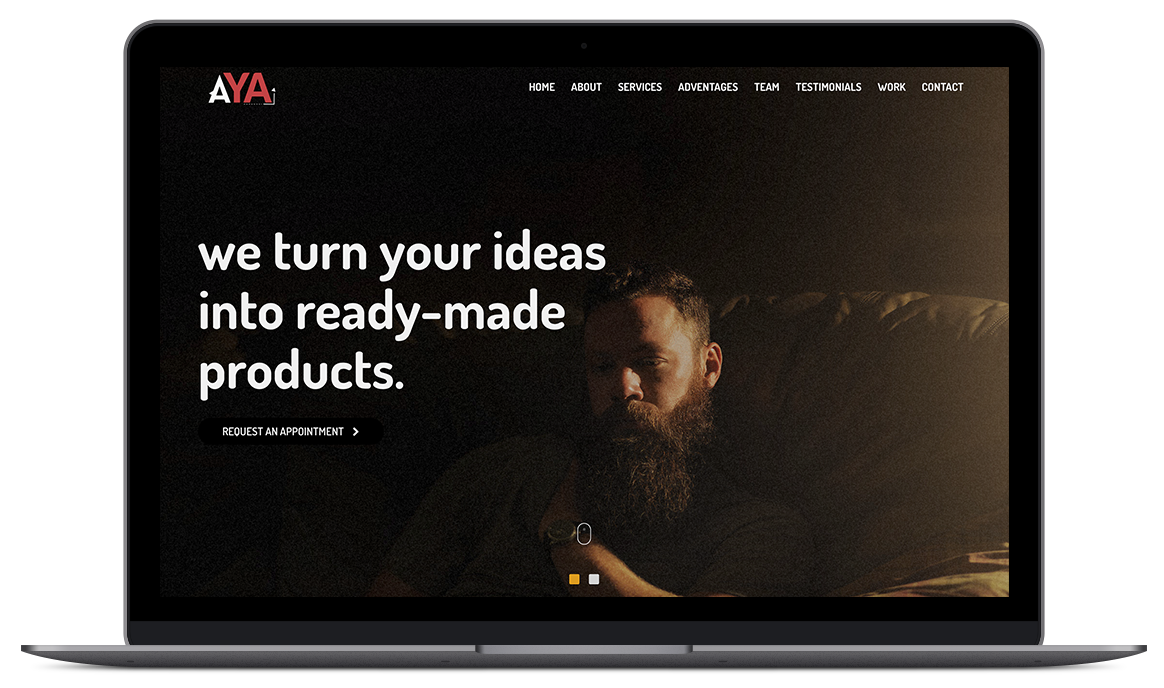 AYA
HOME ABOUT SERVICES ADVENTAGES TEAM TESTIMONIALS WORK CONTACT
we turn your ideas
into ready-made
products.
REQUEST AN APPOINTMENT